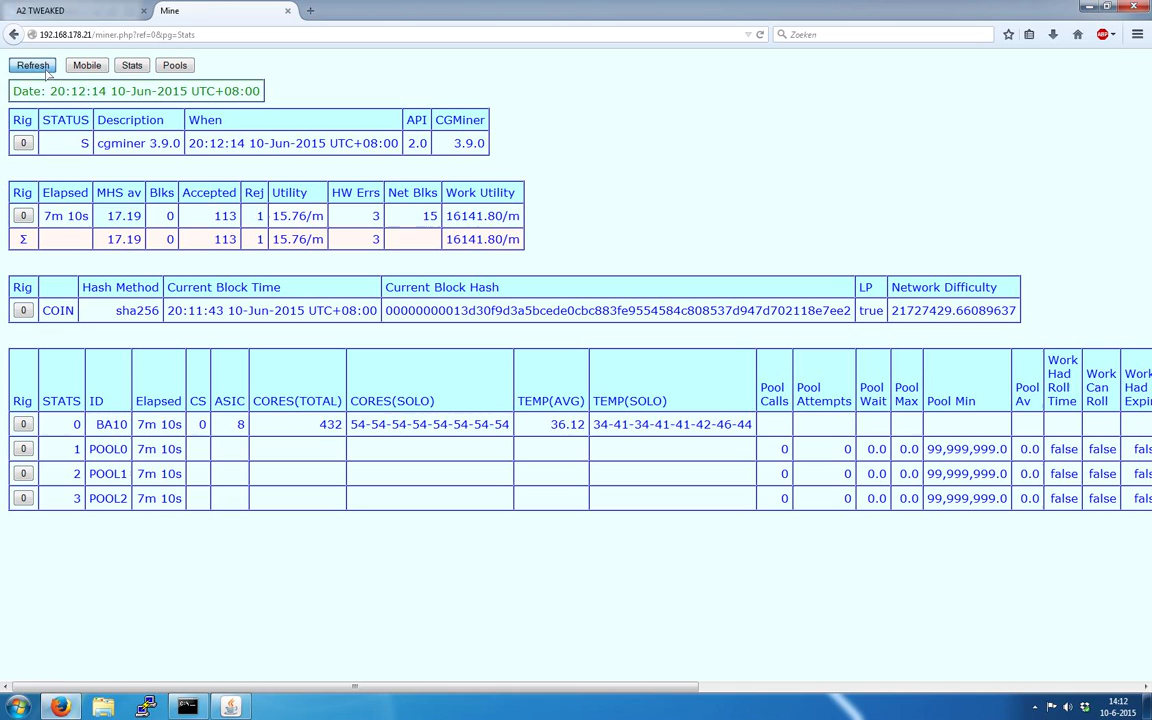 A2 TWEAKED
Mine
192.168.178.21/miner.php?ref=0&pg=Stats
Zoeken
ABP
Refresh Mobile Stats Pools
Date: 20:12:14 10-Jun-2015 UTC+08:00
Rig STATUS Description When API CGMiner
0 S cgminer 3.9.0 20:12:14 10-Jun-2015 UTC+08:00 2.0 3.9.0
Rig Elapsed MHS av Blks Accepted Rej Utility HW Errs Net Blks Work Utility
0 7m 10s 17.19 0 113 1 15.76/m 3 15 16141.80/m
Σ 17.19 0 113 1 15.76/m 3 16141.80/m
Rig Hash Method Current Block Time Current Block Hash LP Network Difficulty
0 COIN sha256 20:11:43 10-Jun-2015 UTC+08:00 00000000013d30f9d3a5bcede0cbc883fe9554584c808537d947d702118e7ee2 true 21727429.66089637
Rig STATS ID Elapsed CS ASIC CORES(TOTAL) CORES(SOLO) TEMP(AVG) TEMP(SOLO) Pool Calls Pool Attempts Pool Wait Pool Max Pool Min Pool Av Work Had Roll Time Work Can Roll Work Had Expir
0 0 BA10 7m 10s 0 8 432 54-54-54-54-54-54-54-54 36.12 34-41-34-41-41-42-46-44
0 1 POOL0 7m 10s 0 0 0.0 0.0 99,999,999.0 0.0 false false fals
0 2 POOL1 7m 10s 0 0 0.0 0.0 99,999,999.0 0.0 false false fals
0 3 POOL2 7m 10s 0 0 0.0 0.0 99,999,999.0 0.0 false false fals
14:12
10-6-2015